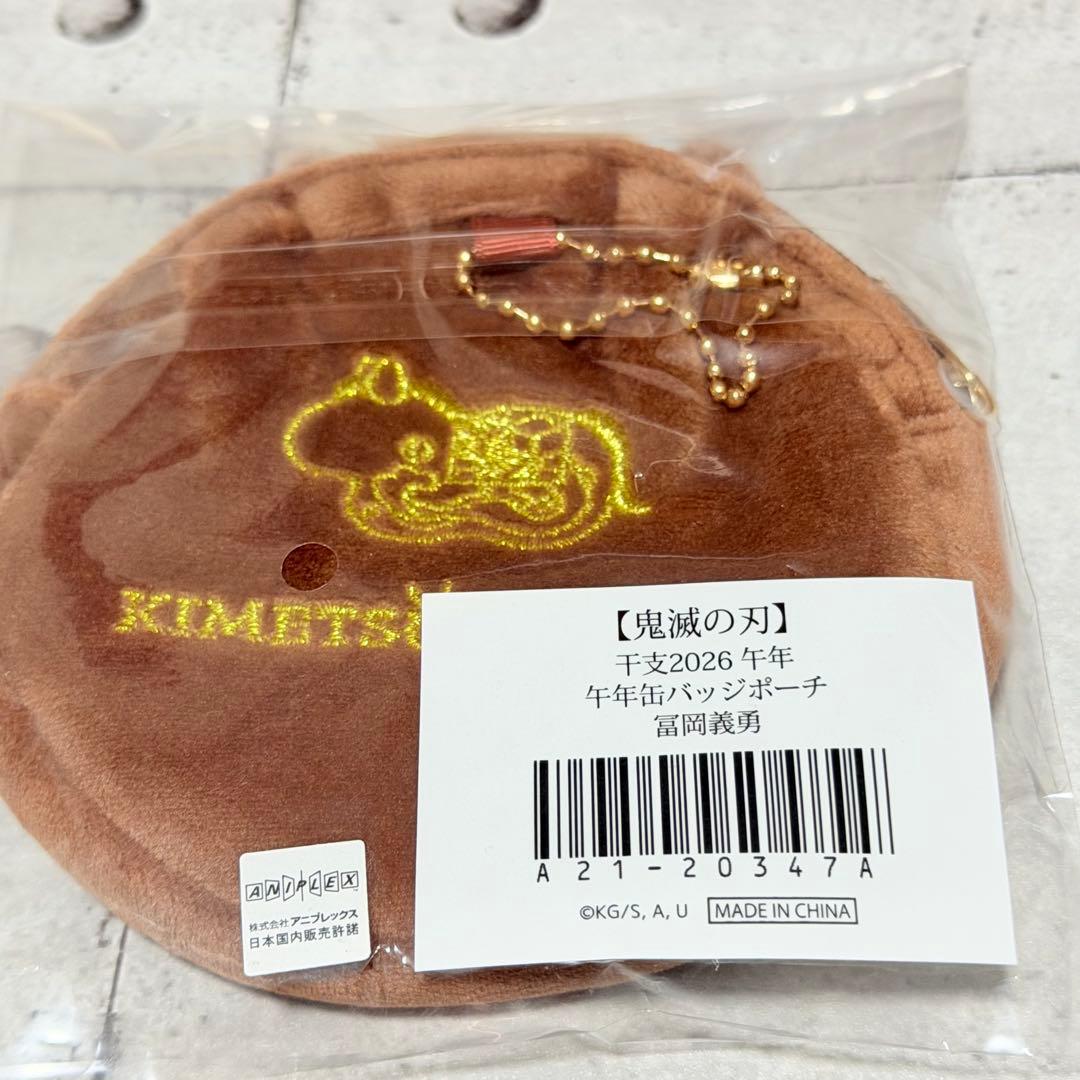 KIMETSU
【鬼滅の刃】
干支2026 午年
午年缶バッジポーチ
冨岡義勇
A21-20347A
©KG/S, A, U MADE IN CHINA
ANIPLEX
株式会社アニプレックス
日本国内販売許諾